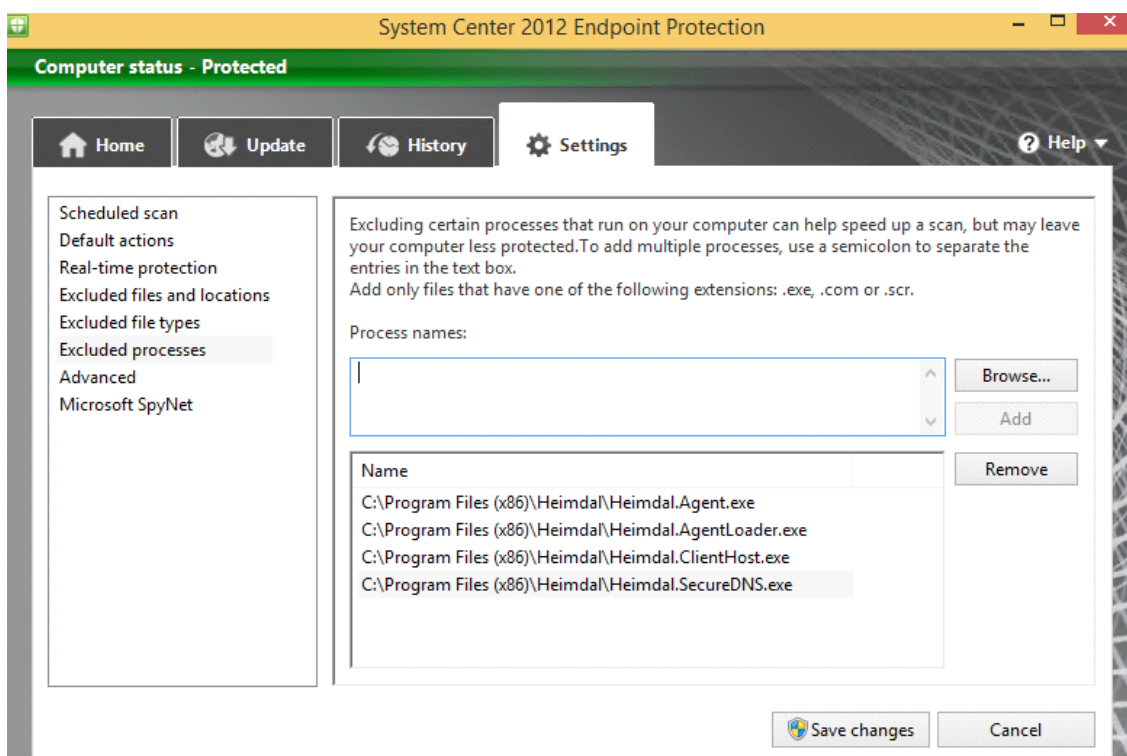 System Center 2012 Endpoint Protection
Computer status - Protected
Home
Update
History
Settings
Help
Scheduled scan
Default actions
Real-time protection
Excluded files and locations
Excluded file types
Excluded processes
Advanced
Microsoft SpyNet
Excluding certain processes that run on your computer can help speed up a scan, but may leave
your computer less protected.To add multiple processes, use a semicolon to separate the
entries in the text box.
Add only files that have one of the following extensions: .exe, .com or .scr.
Process names:
Browse...
Add
Name
Remove
C:\Program Files (x86)\Heimdal\Heimdal.Agent.exe
C:\Program Files (x86)\Heimdal\Heimdal.AgentLoader.exe
C:\Program Files (x86)\Heimdal\Heimdal.ClientHost.exe
C:\Program Files (x86)\Heimdal\Heimdal.SecureDNS.exe
Save changes
Cancel